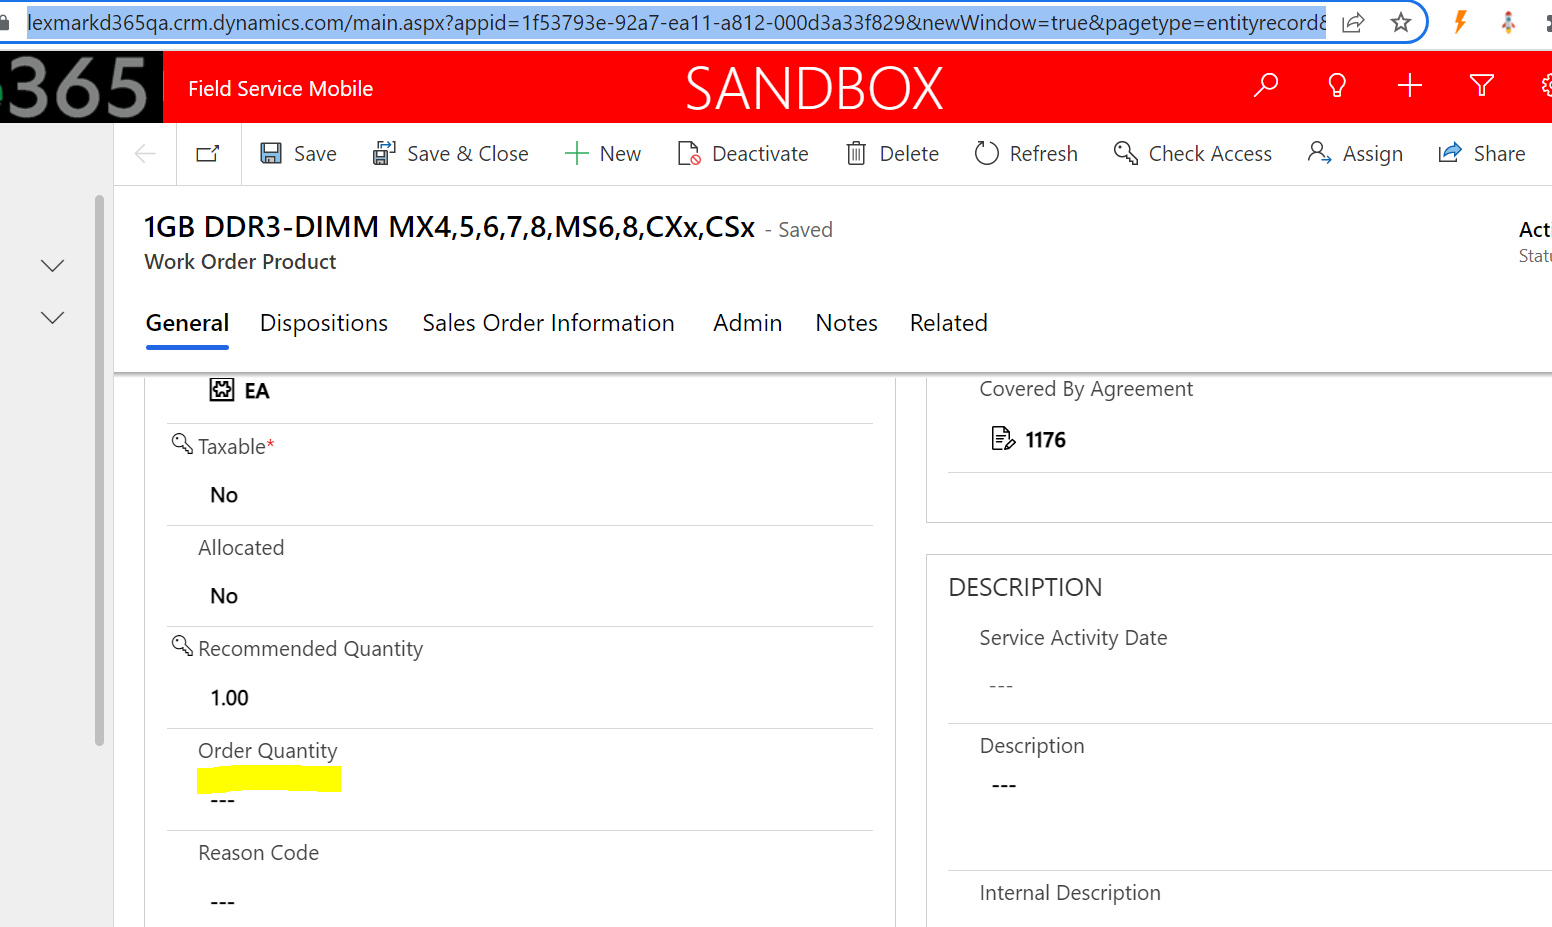 lexmarkd365qa.crm.dynamics.com/main.aspx?appid=1f53793e-92a7-ea11-a812-000d3a33f829&newWindow=true&pagetype=entityrecord&
365
Field Service Mobile
SANDBOX
Save
Save & Close
New
Deactivate
Delete
Refresh
Check Access
Assign
Share
1GB DDR3-DIMM MX4,5,6,7,8,MS6,8,CXx,CSx - Saved
Work Order Product
Acti
Statu
General
Dispositions
Sales Order Information
Admin
Notes
Related
EA
Taxable*
No
Allocated
No
Recommended Quantity
1.00
Order Quantity
---
Reason Code
---
Covered By Agreement
1176
DESCRIPTION
Service Activity Date
---
Description
---
Internal Description